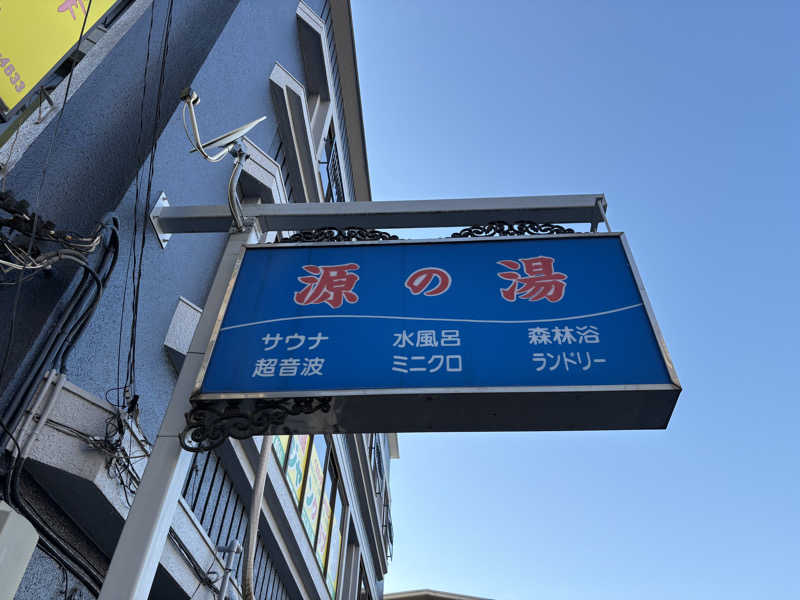 源の湯
サウナ 水風呂 森林浴
超音波 ミニクロ ランドリー
4833